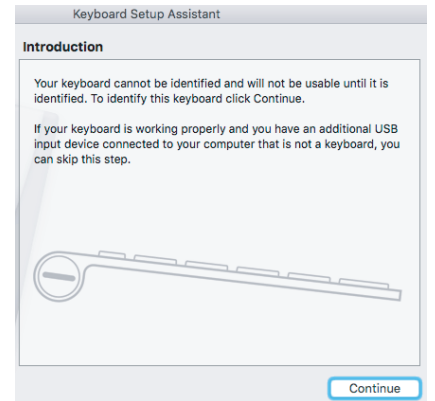 Keyboard Setup Assistant
Introduction
Your keyboard cannot be identified and will not be usable until it is
identified. To identify this keyboard click Continue.
If your keyboard is working properly and you have an additional USB
input device connected to your computer that is not a keyboard, you
can skip this step.
Continue